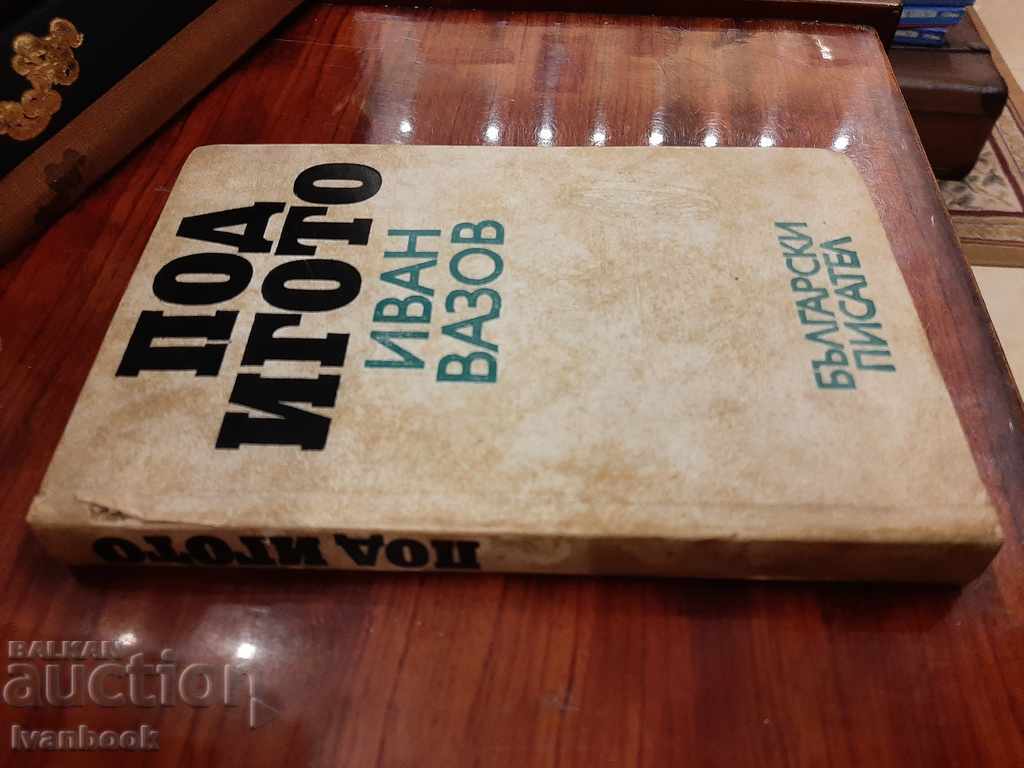 ПОД
ИГОТО
ИВАН
ВАЗОВ
БЪЛГАРСКИ
ПИСАТЕЛ
ПОД ИГОТО
BALKAN
auction
Ivanbook